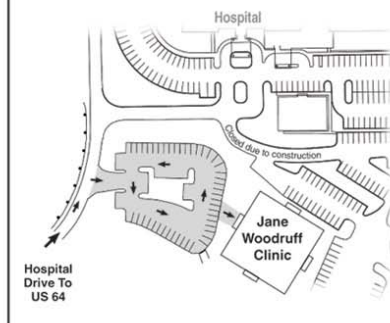 Hospital
Closed due to construction
Jane
Woodruff
Clinic
Hospital
Drive To
US 64